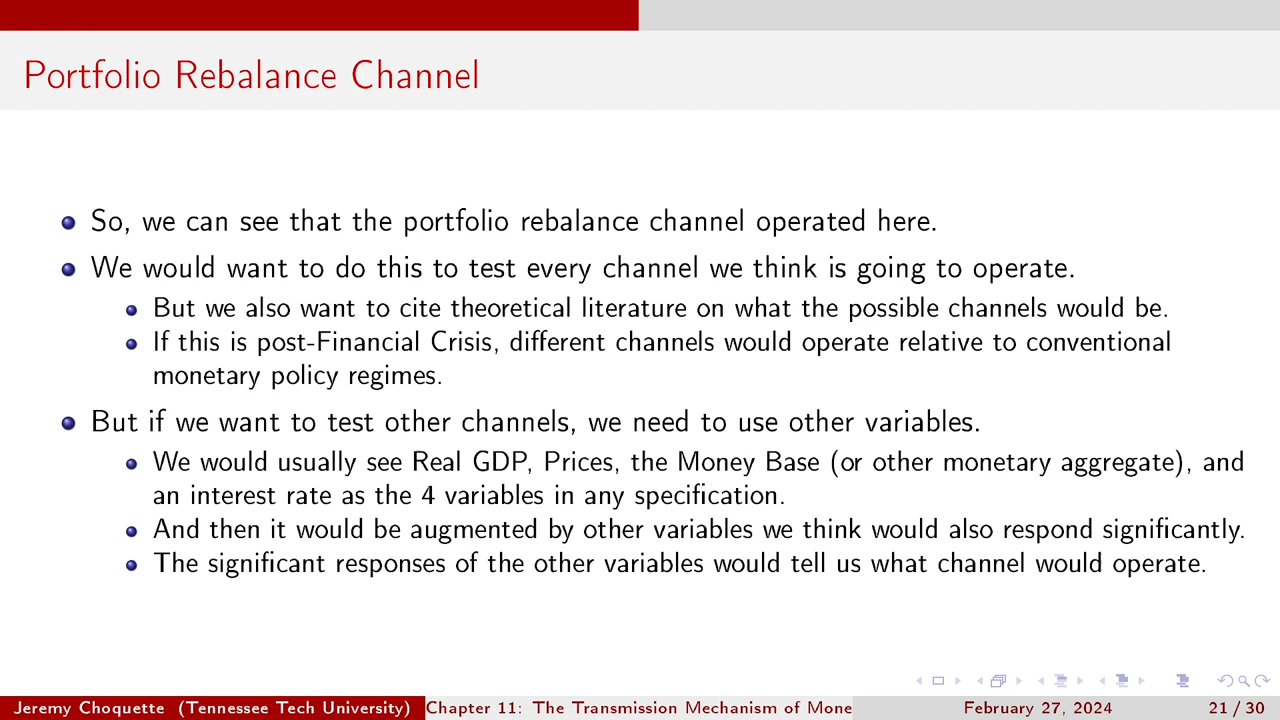 Portfolio Rebalance Channel
So, we can see that the portfolio rebalance channel operated here.
We would want to do this to test every channel we think is going to operate.
But we also want to cite theoretical literature on what the possible channels would be.
If this is post-Financial Crisis, different channels would operate relative to conventional
monetary policy regimes.
But if we want to test other channels, we need to use other variables.
We would usually see Real GDP, Prices, the Money Base (or other monetary aggregate), and
an interest rate as the 4 variables in any specification.
And then it would be augmented by other variables we think would also respond significantly.
The significant responses of the other variables would tell us what channel would operate.
Jeremy Choquette (Tennessee Tech University) Chapter 11: The Transmission Mechanism of Mone February 27, 2024 21 / 30